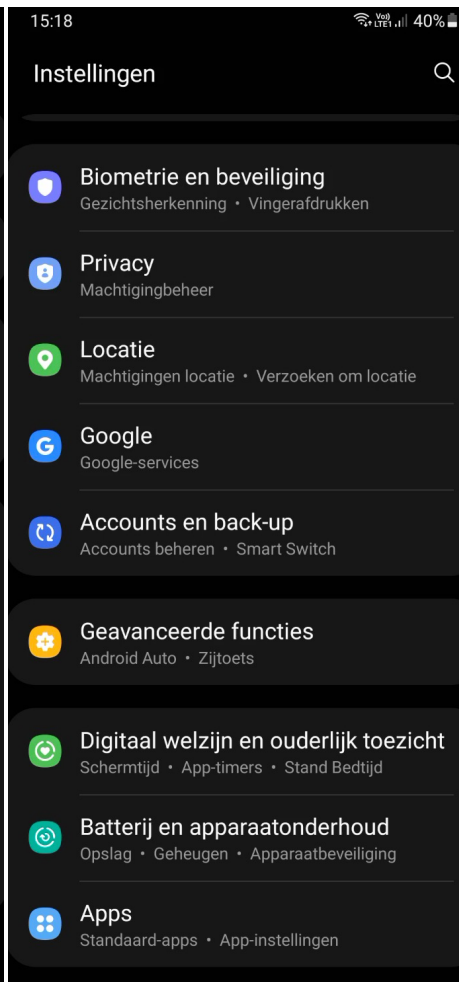 15:18 Vo)) LTE1 40%
Instellingen
Biometrie en beveiliging
Gezichtsherkenning • Vingerafdrukken
Privacy
Machtigingbeheer
Locatie
Machtigingen locatie • Verzoeken om locatie
Google
Google-services
Accounts en back-up
Accounts beheren • Smart Switch
Geavanceerde functies
Android Auto • Zijtoets
Digitaal welzijn en ouderlijk toezicht
Schermtijd • App-timers • Stand Bedtijd
Batterij en apparaatonderhoud
Opslag • Geheugen • Apparaatbeveiliging
Apps
Standaard-apps • App-instellingen